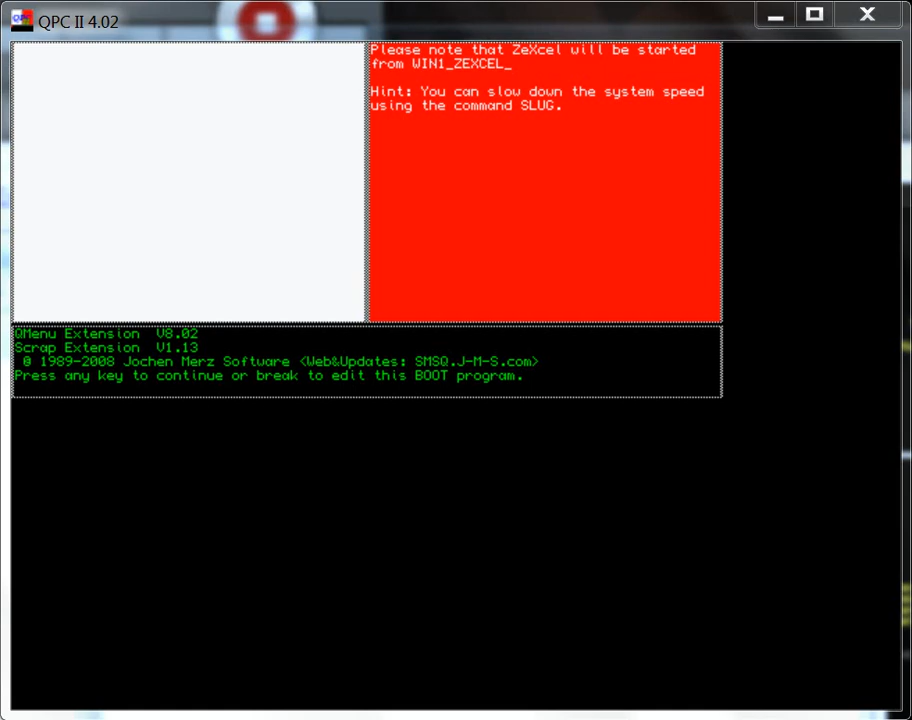 QPC II 4.02
Please note that ZeXcel will be started
from WIN1_ZEXCEL_
Hint: You can slow down the system speed
using the command SLUG.
QMenu Extension  V8.02
Scrap Extension  V1.13
@ 1989-2008 Jochen Merz Software <Web&Updates: SMSQ.J-M-S.com>
Press any key to continue or break to edit this BOOT program.